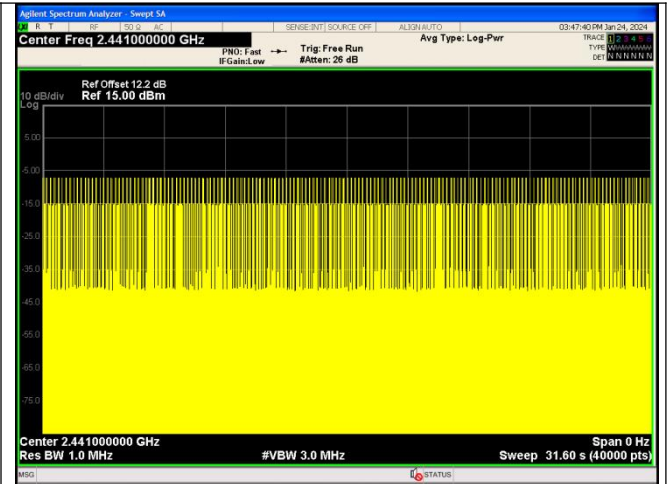 Agilent Spectrum Analyzer - Swept SA
R T RF 50 Ω AC SENSE:INT SOURCE OFF ALIGN AUTO 03:47:40 PM Jan 24, 2024
Center Freq 2.441000000 GHz Avg Type: Log-Pwr TRACE 1 2 3 4 5 6
PNO: Fast Trig: Free Run TYPE W
IFGain:Low #Atten: 26 dB DET N N N N N N
Ref Offset 12.2 dB
10 dB/div Ref 15.00 dBm
Log
5.00
-5.00
-15.0
-25.0
-35.0
-45.0
-55.0
-65.0
-75.0
Center 2.441000000 GHz Span 0 Hz
Res BW 1.0 MHz #VBW 3.0 MHz Sweep 31.60 s (40000 pts)
MSG STATUS